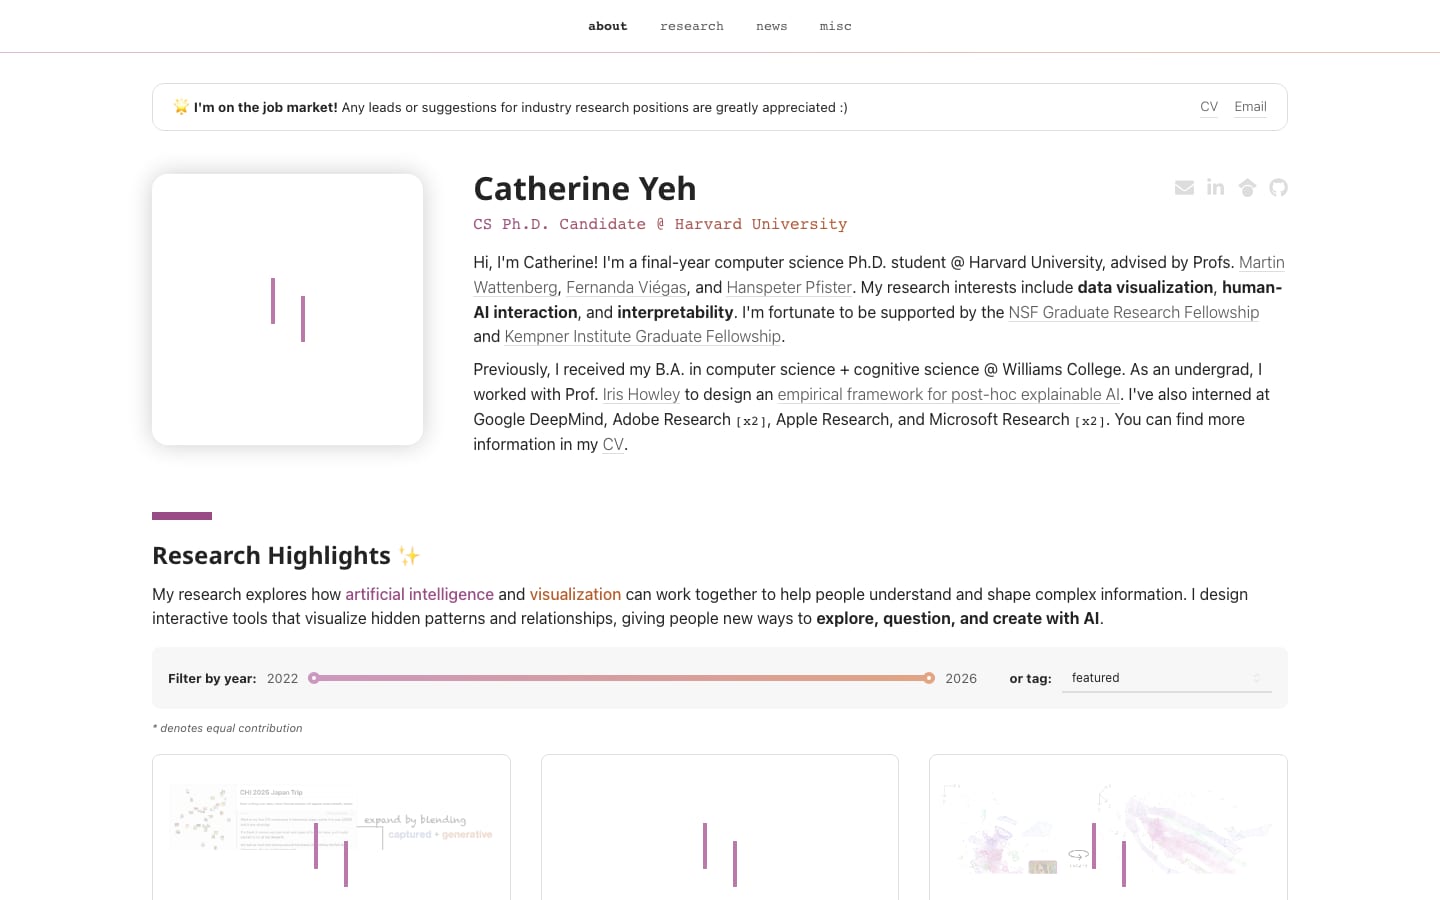 about research news misc
🌟 I'm on the job market! Any leads or suggestions for industry research positions are greatly appreciated :) CV Email
Catherine Yeh
CS Ph.D. Candidate @ Harvard University
Hi, I'm Catherine! I'm a final-year computer science Ph.D. student @ Harvard University, advised by Profs. Martin
Wattenberg, Fernanda Viégas, and Hanspeter Pfister. My research interests include data visualization, human-
AI interaction, and interpretability. I'm fortunate to be supported by the NSF Graduate Research Fellowship
and Kempner Institute Graduate Fellowship.
Previously, I received my B.A. in computer science + cognitive science @ Williams College. As an undergrad, I
worked with Prof. Iris Howley to design an empirical framework for post-hoc explainable AI. I've also interned at
Google DeepMind, Adobe Research [x2], Apple Research, and Microsoft Research [x2]. You can find more
information in my CV.
Research Highlights ✨
My research explores how artificial intelligence and visualization can work together to help people understand and shape complex information. I design
interactive tools that visualize hidden patterns and relationships, giving people new ways to explore, question, and create with AI.
Filter by year: 2022 2026 or tag: featured
* denotes equal contribution
CHI 2025 Japan Trip
expand by blending
captured + generative